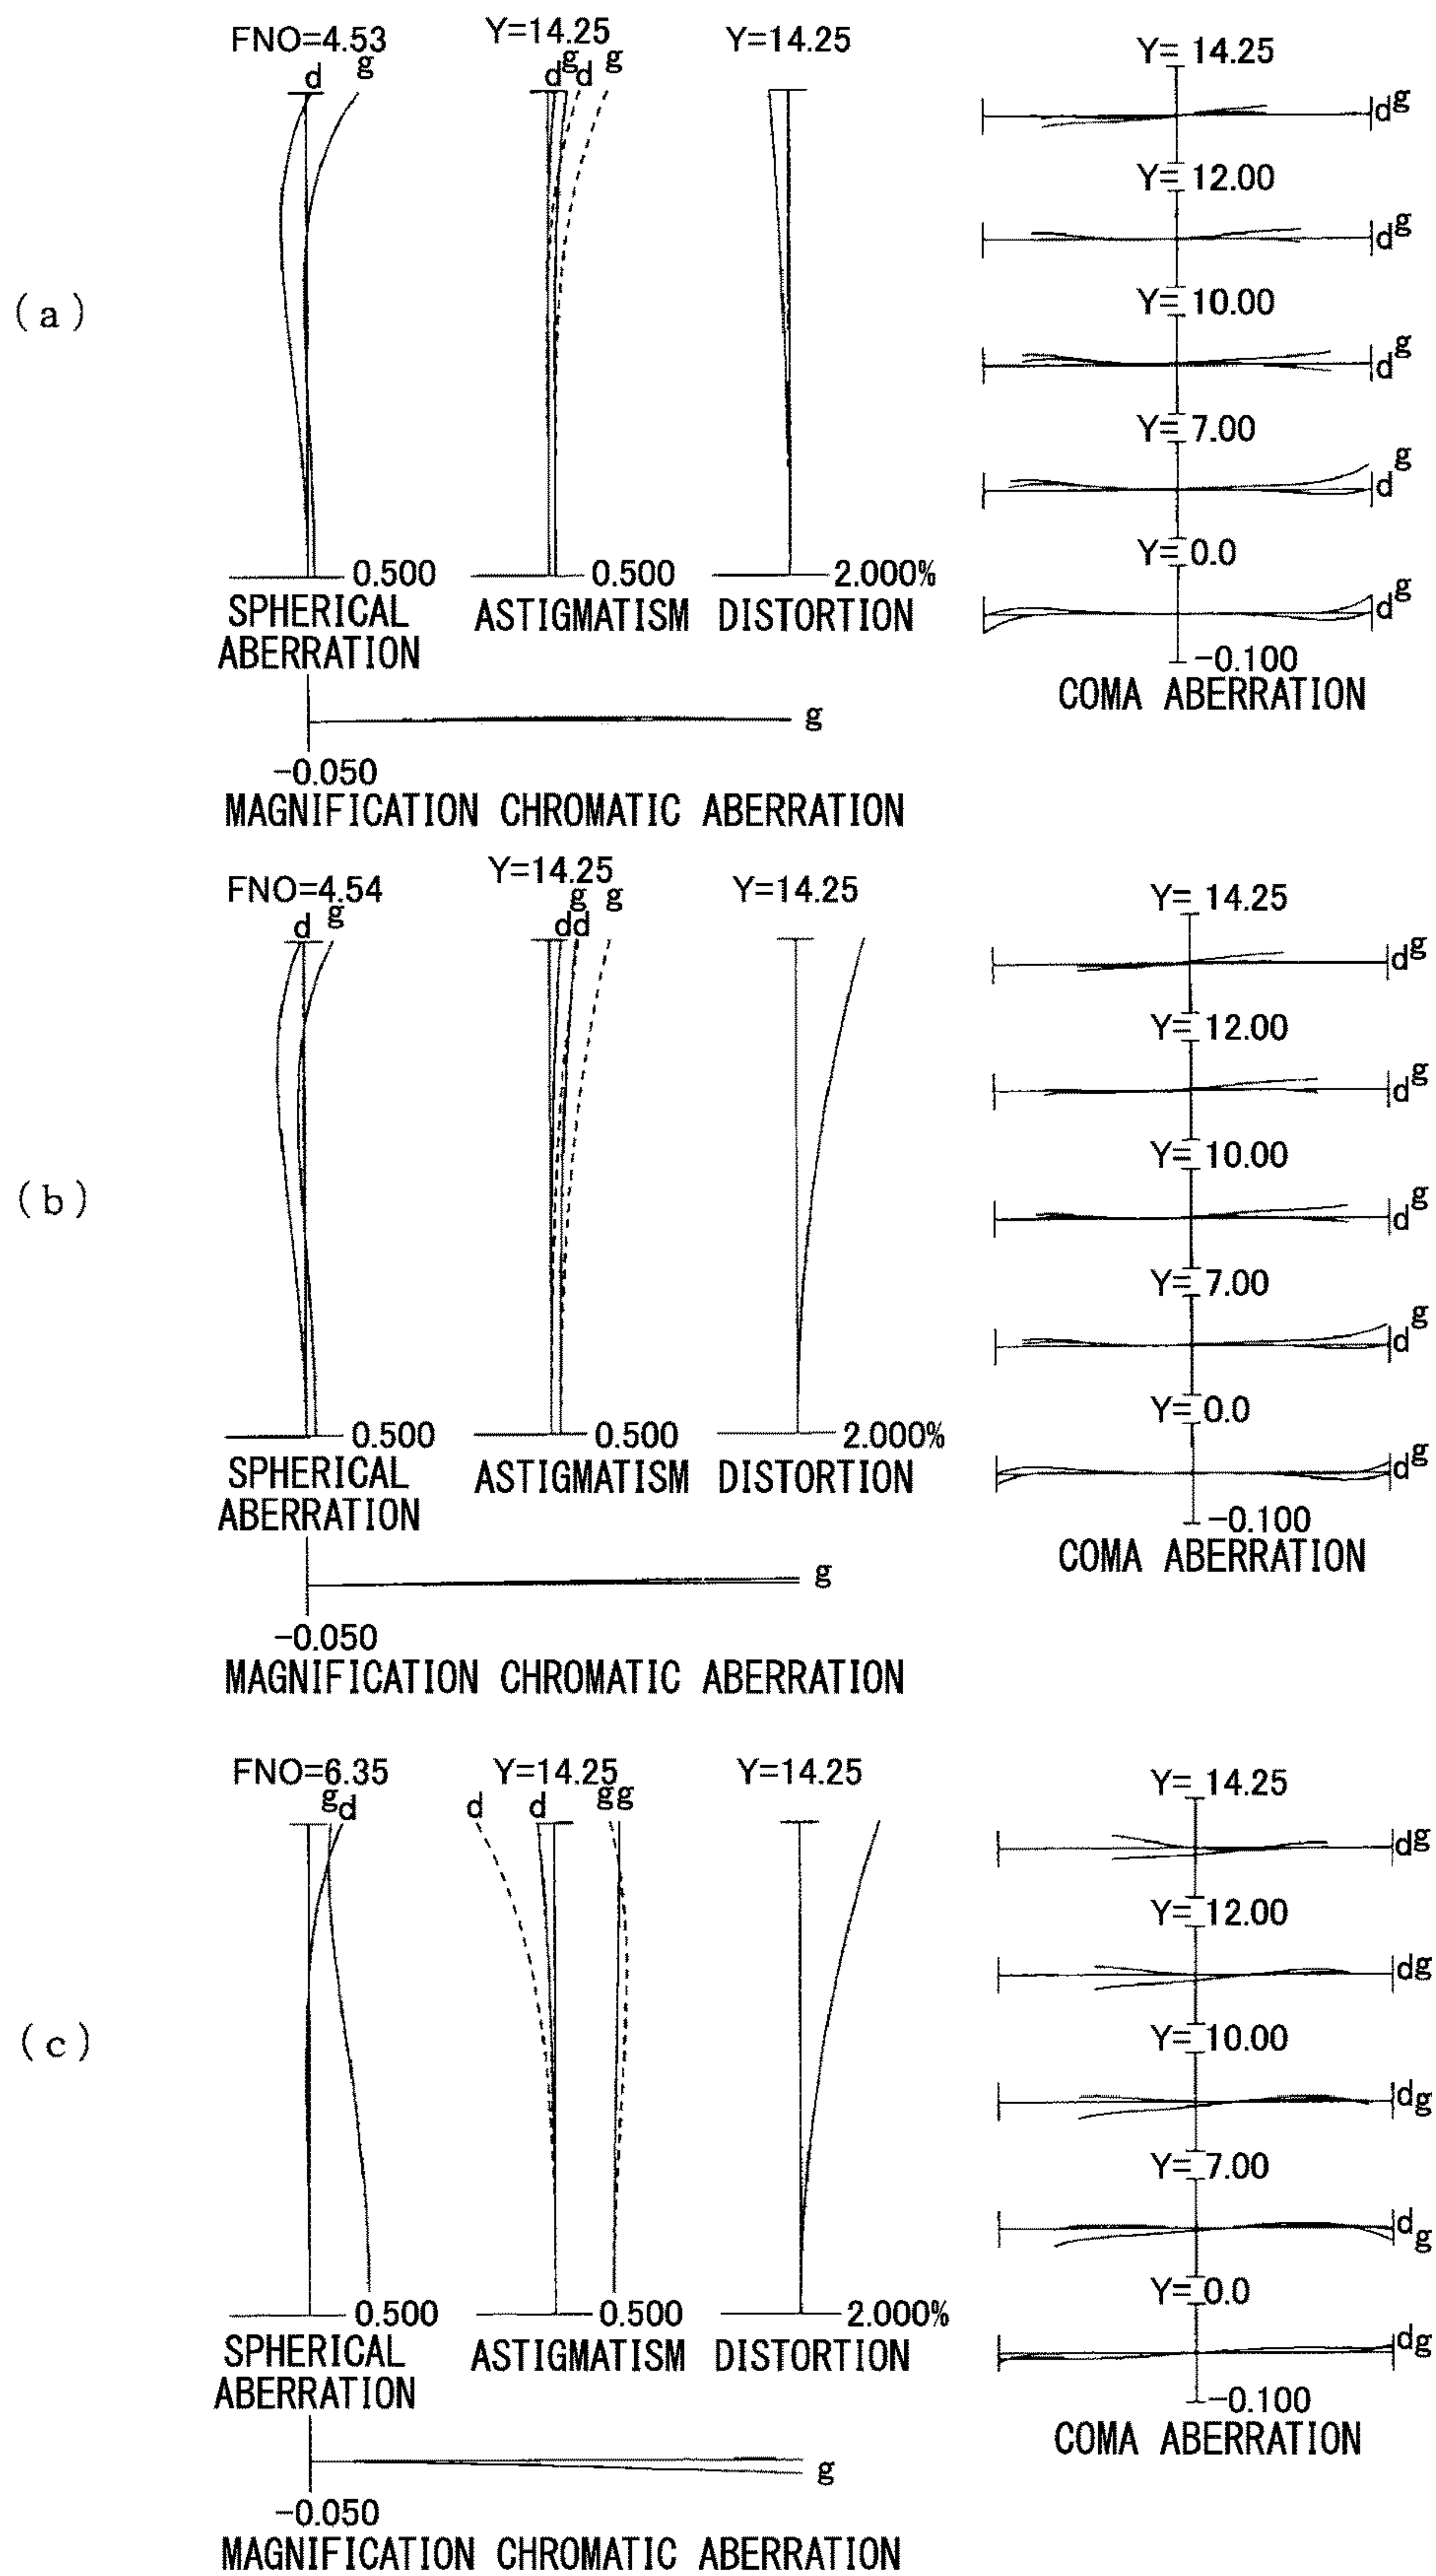 (a)
FNO=4.53
d g
0.500
SPHERICAL
ABERRATION
Y=14.25
d g d g
0.500
ASTIGMATISM
Y=14.25
2.000%
DISTORTION
Y= 14.25
d g
Y= 12.00
d g
Y= 10.00
d g
Y= 7.00
d g
Y= 0.0
d g
-0.100
COMA ABERRATION
g
-0.050
MAGNIFICATION CHROMATIC ABERRATION
(b)
FNO=4.54
d g
0.500
SPHERICAL
ABERRATION
Y=14.25
g g
d d
0.500
ASTIGMATISM
Y=14.25
2.000%
DISTORTION
Y= 14.25
d g
Y= 12.00
d g
Y= 10.00
d g
Y= 7.00
d g
Y= 0.0
d g
-0.100
COMA ABERRATION
g
-0.050
MAGNIFICATION CHROMATIC ABERRATION
(c)
FNO=6.35
g d
0.500
SPHERICAL
ABERRATION
Y=14.25
d d g g
0.500
ASTIGMATISM
Y=14.25
2.000%
DISTORTION
Y= 14.25
d g
Y= 12.00
d g
Y= 10.00
d g
Y= 7.00
d g
Y= 0.0
d g
-0.100
COMA ABERRATION
g
-0.050
MAGNIFICATION CHROMATIC ABERRATION